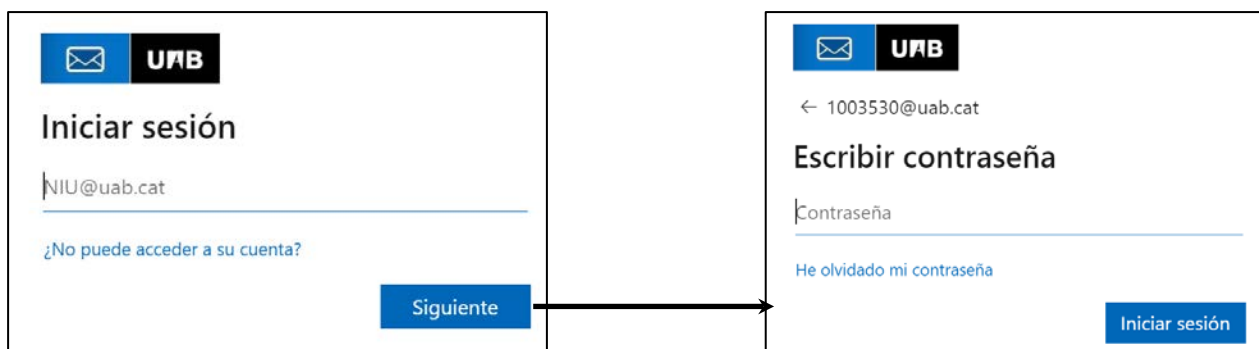 UAB
Iniciar sesión
NIU@uab.cat
¿No puede acceder a su cuenta?
Siguiente
UAB
← 1003530@uab.cat
Escribir contraseña
Contraseña
He olvidado mi contraseña
Iniciar sesión